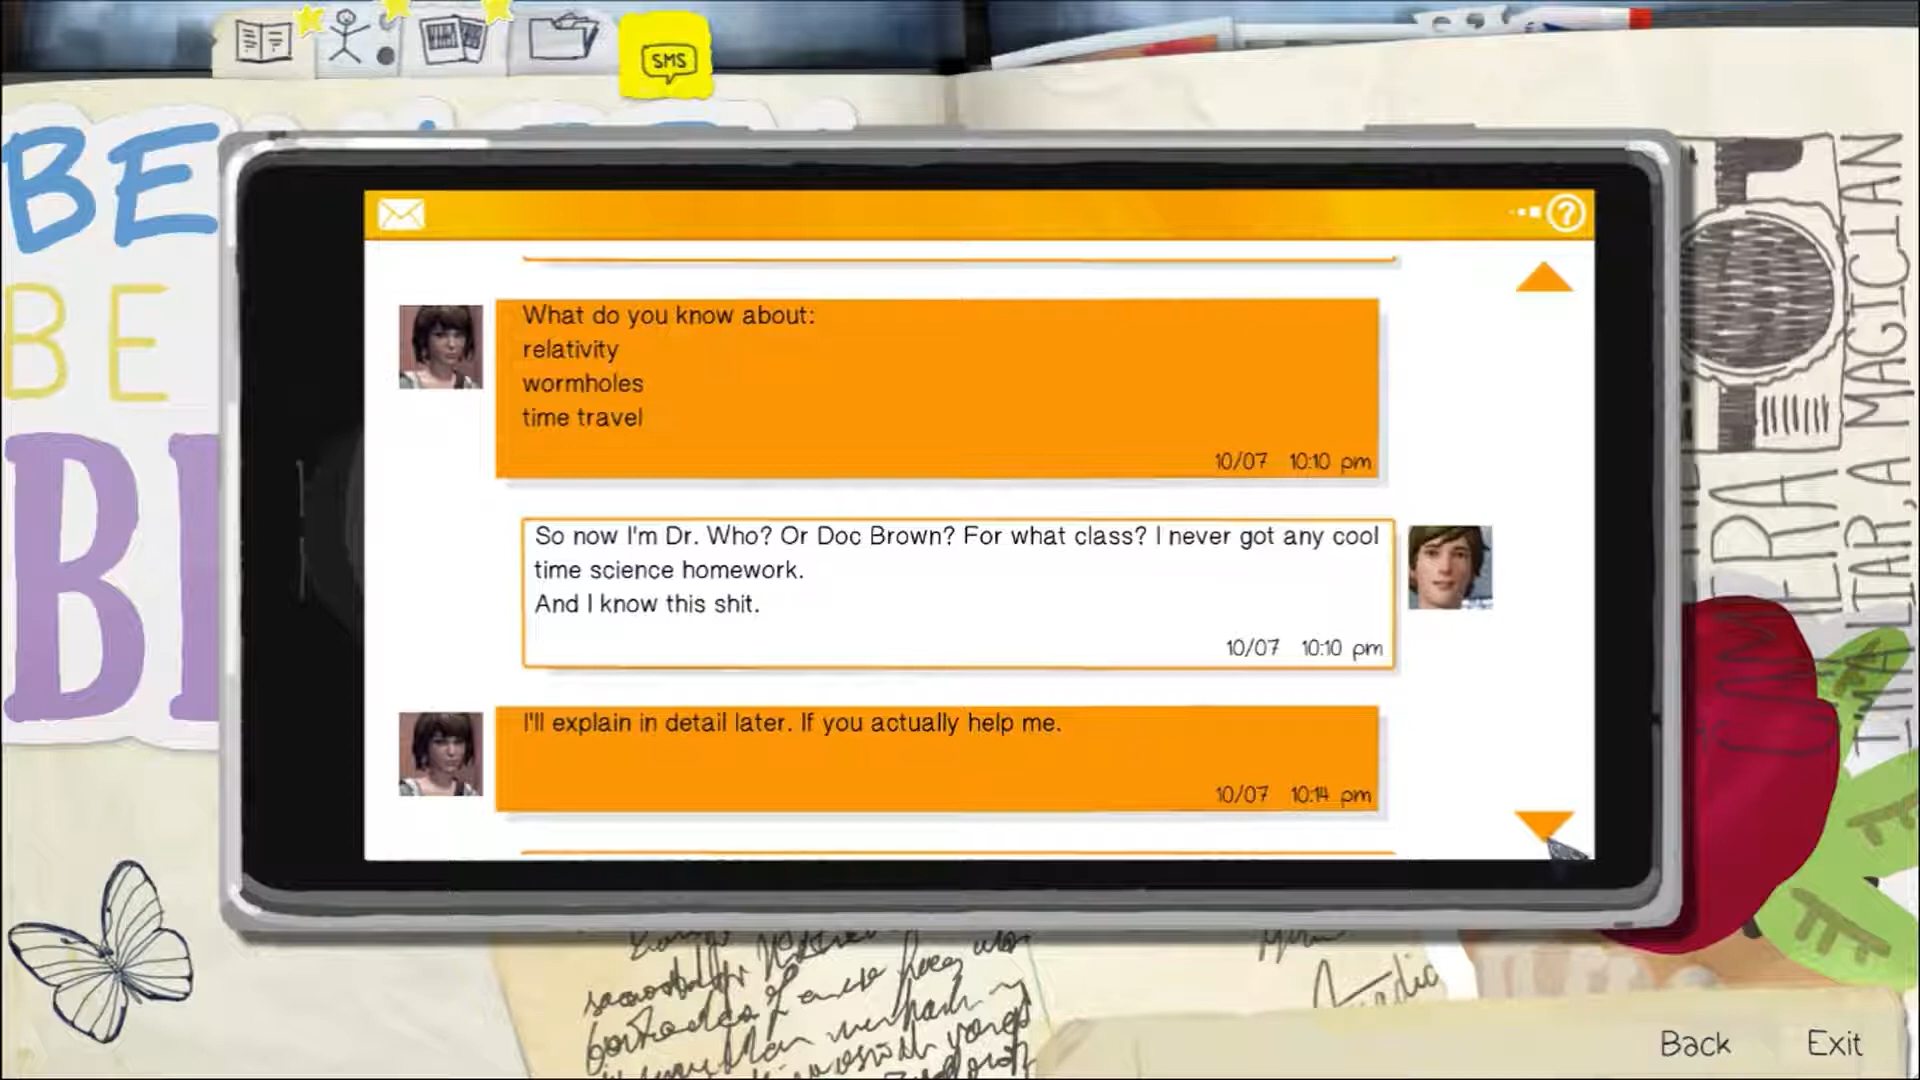 SMS
BE
BE
What do you know about:
relativity
wormholes
time travel
10/07 10:10 pm
So now I'm Dr. Who? Or Doc Brown? For what class? I never got any cool
time science homework.
And I know this shit.
10/07 10:10 pm
I'll explain in detail later. If you actually help me.
10/07 10:14 pm
A LIAR, A MAGICIAN
Back
Exit